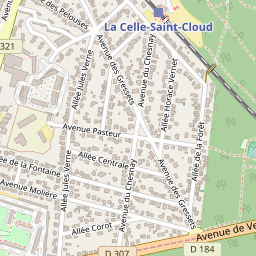 La Celle-Saint-Cloud
des Pelouses
321
Allée Jules Verne
Avenue des Gressets
Avenue du Chesnay
Allée Horace Vernet
Avenue Pasteur
Allée de la Forêt
Allée Centrale
ée de la Fontaine
Avenue Molière
Allée Jules Verne
Avenue du Chesnay
Avenue des Gressets
Allée Corot
Avenue de Ve
D 307
D 184